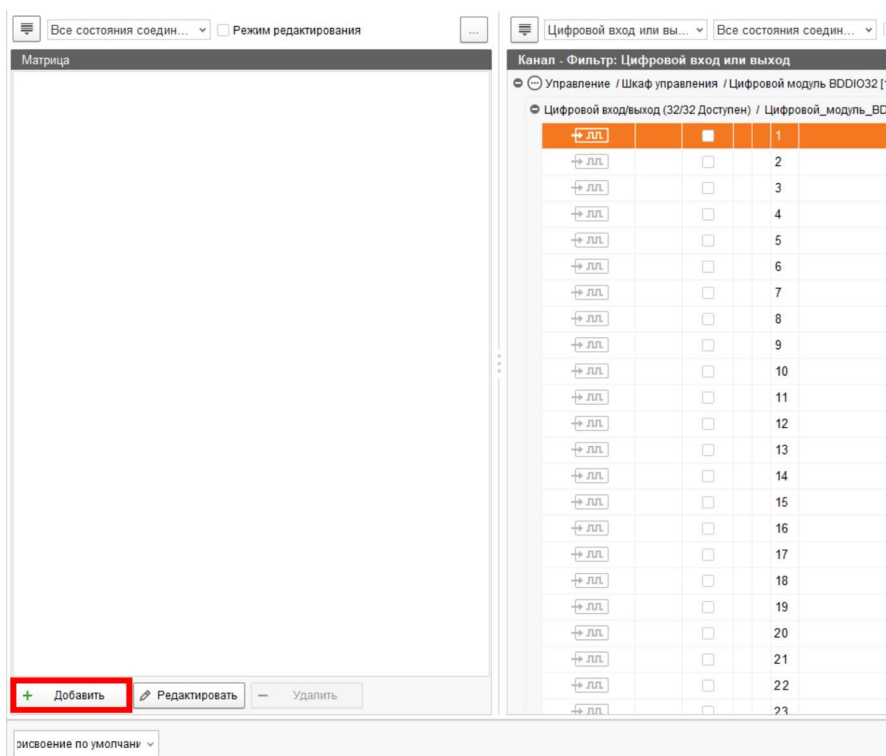 Все состояния соедин...
Режим редактирования
...
Матрица
+ Добавить
Редактировать
– Удалить
Цифровой вход или вы...
Все состояния соедин...
Канал - Фильтр: Цифровой вход или выход
Управление / Шкаф управления / Цифровой модуль BDDIO32 [
Цифровой вход/выход (32/32 Доступен) / Цифровой_модуль_BD
1
2
3
4
5
6
7
8
9
10
11
12
13
14
15
16
17
18
19
20
21
22
23
рисвоение по умолчани